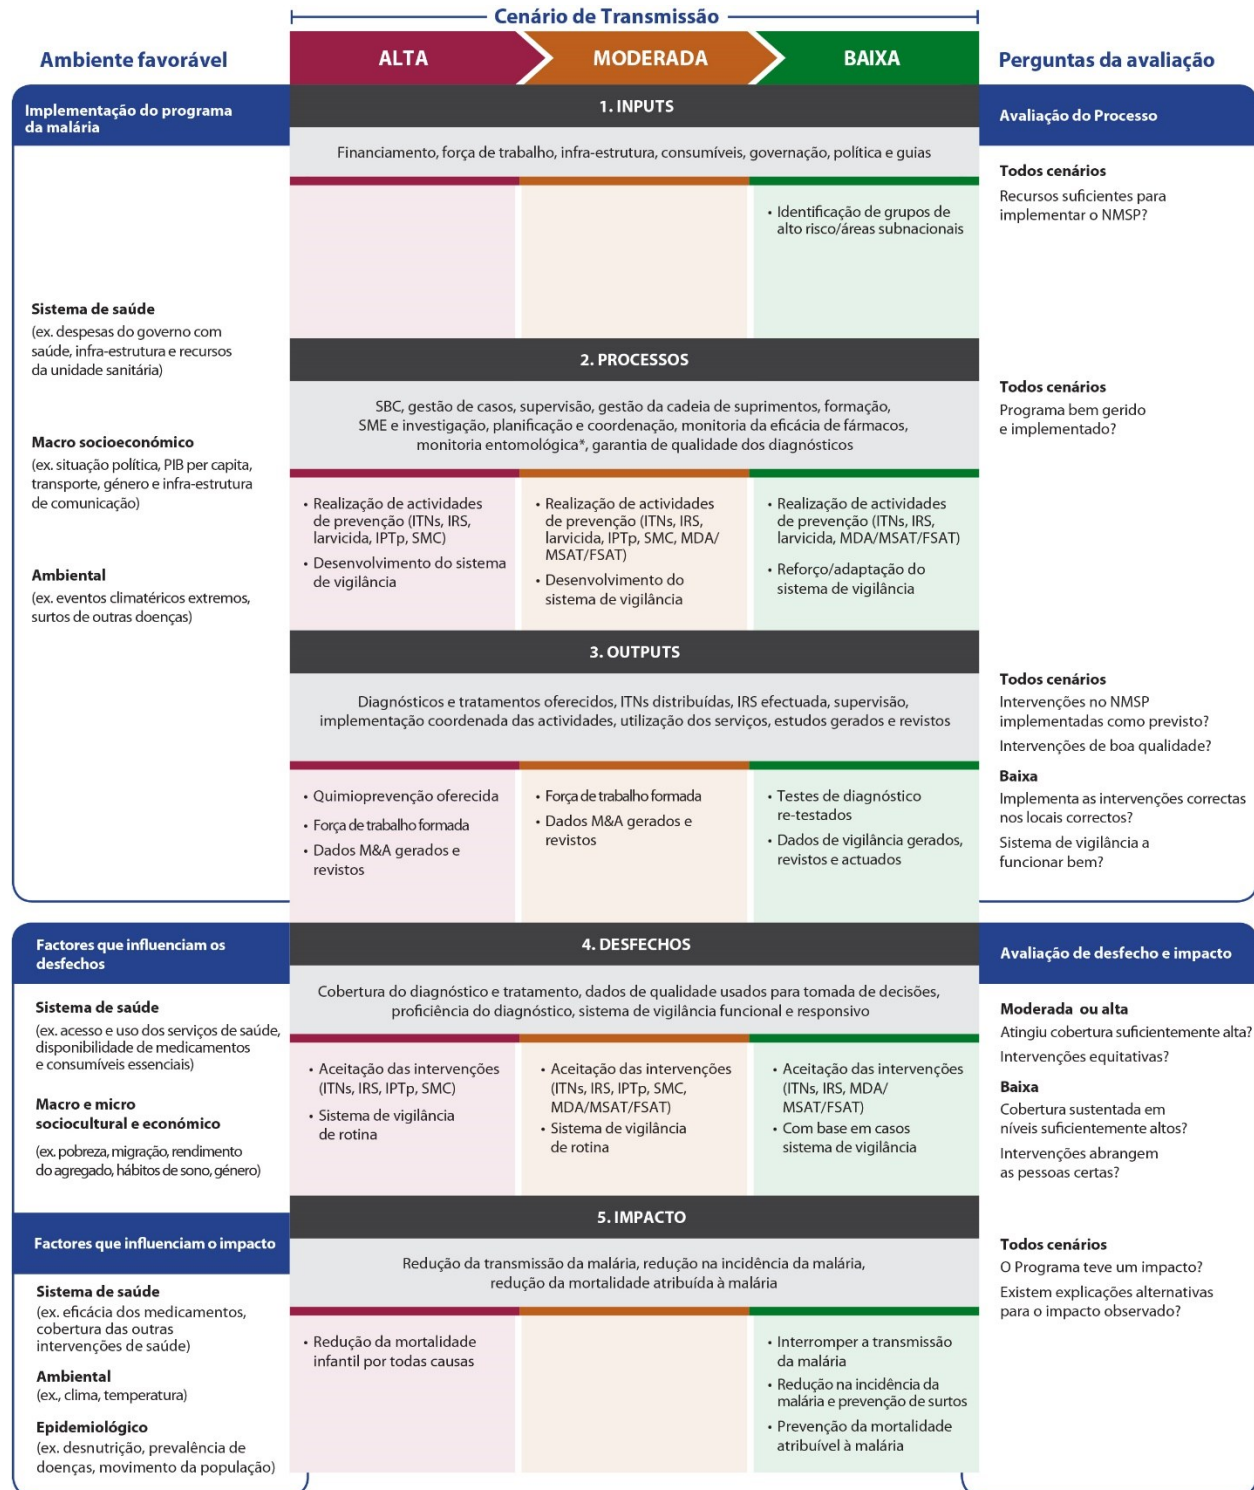 Cenário de Transmissão
Ambiente favorável
ALTA
MODERADA
BAIXA
Perguntas da avaliação
Implementação do programa
da malária
Sistema de saúde
(ex. despesas do governo com
saúde, infra-estrutura e recursos
da unidade sanitária)
Macro socioeconómico
(ex. situação política, PIB per capita,
transporte, género e infra-estrutura
de comunicação)
Ambiental
(ex. eventos climatéricos extremos,
surtos de outras doenças)
1. INPUTS
Financiamento, força de trabalho, infra-estrutura, consumíveis, governação, política e guias
• Identificação de grupos de
alto risco/áreas subnacionais
2. PROCESSOS
SBC, gestão de casos, supervisão, gestão da cadeia de suprimentos, formação,
SME e investigação, planificação e coordenação, monitoria da eficácia de fármacos,
monitoria entomológica*, garantia de qualidade dos diagnósticos
• Realização de actividades
de prevenção (ITNs, IRS,
larvicida, IPTp, SMC)
• Desenvolvimento do sistema
de vigilância
• Realização de actividades
de prevenção (ITNs, IRS,
larvicida, IPTp, SMC, MDA/
MSAT/FSAT)
• Desenvolvimento do
sistema de vigilância
• Realização de actividades
de prevenção (ITNs, IRS,
larvicida, MDA/MSAT/FSAT)
• Reforço/adaptação do
sistema de vigilância
3. OUTPUTS
Diagnósticos e tratamentos oferecidos, ITNs distribuídas, IRS efectuada, supervisão,
implementação coordenada das actividades, utilização dos serviços, estudos gerados e revistos
• Quimioprevenção oferecida
• Força de trabalho formada
• Dados M&A gerados e
revistos
• Força de trabalho formada
• Dados M&A gerados e
revistos
• Testes de diagnóstico
re-testados
• Dados de vigilância gerados,
revistos e actuados
Avaliação do Processo
Todos cenários
Recursos suficientes para
implementar o NMSP?
Todos cenários
Programa bem gerido
e implementado?
Todos cenários
Intervenções no NMSP
implementadas como previsto?
Intervenções de boa qualidade?
Baixa
Implementa as intervenções correctas
nos locais correctos?
Sistema de vigilância a
funcionar bem?
Factores que influenciam os
desfechos
Sistema de saúde
(ex. acesso e uso dos serviços de saúde,
disponibilidade de medicamentos
e consumíveis essenciais)
Macro e micro
sociocultural e económico
(ex. pobreza, migração, rendimento
do agregado, hábitos de sono, género)
4. DESFECHOS
Cobertura do diagnóstico e tratamento, dados de qualidade usados para tomada de decisões,
proficiência do diagnóstico, sistema de vigilância funcional e responsivo
• Aceitação das intervenções
(ITNs, IRS, IPTp, SMC)
• Sistema de vigilância
de rotina
• Aceitação das intervenções
(ITNs, IRS, IPTp, SMC,
MDA/MSAT/FSAT)
• Sistema de vigilância
de rotina
• Aceitação das intervenções
(ITNs, IRS, MDA/
MSAT/FSAT)
• Com base em casos
sistema de vigilância
Avaliação de desfecho e impacto
Moderada ou alta
Atingiu cobertura suficientemente alta?
Intervenções equitativas?
Baixa
Cobertura sustentada em
níveis suficientemente altos?
Intervenções abrangem
as pessoas certas?
Factores que influenciam o impacto
Sistema de saúde
(ex. eficácia dos medicamentos,
cobertura das outras
intervenções de saúde)
Ambiental
(ex., clima, temperatura)
Epidemiológico
(ex. desnutrição, prevalência de
doenças, movimento da população)
5. IMPACTO
Redução da transmissão da malária, redução na incidência da malária,
redução da mortalidade atribuída à malária
• Redução da mortalidade
infantil por todas causas
• Interromper a transmissão
da malária
• Redução na incidência da
malária e prevenção de surtos
• Prevenção da mortalidade
atribuível à malária
Todos cenários
O Programa teve um impacto?
Existem explicações alternativas
para o impacto observado?